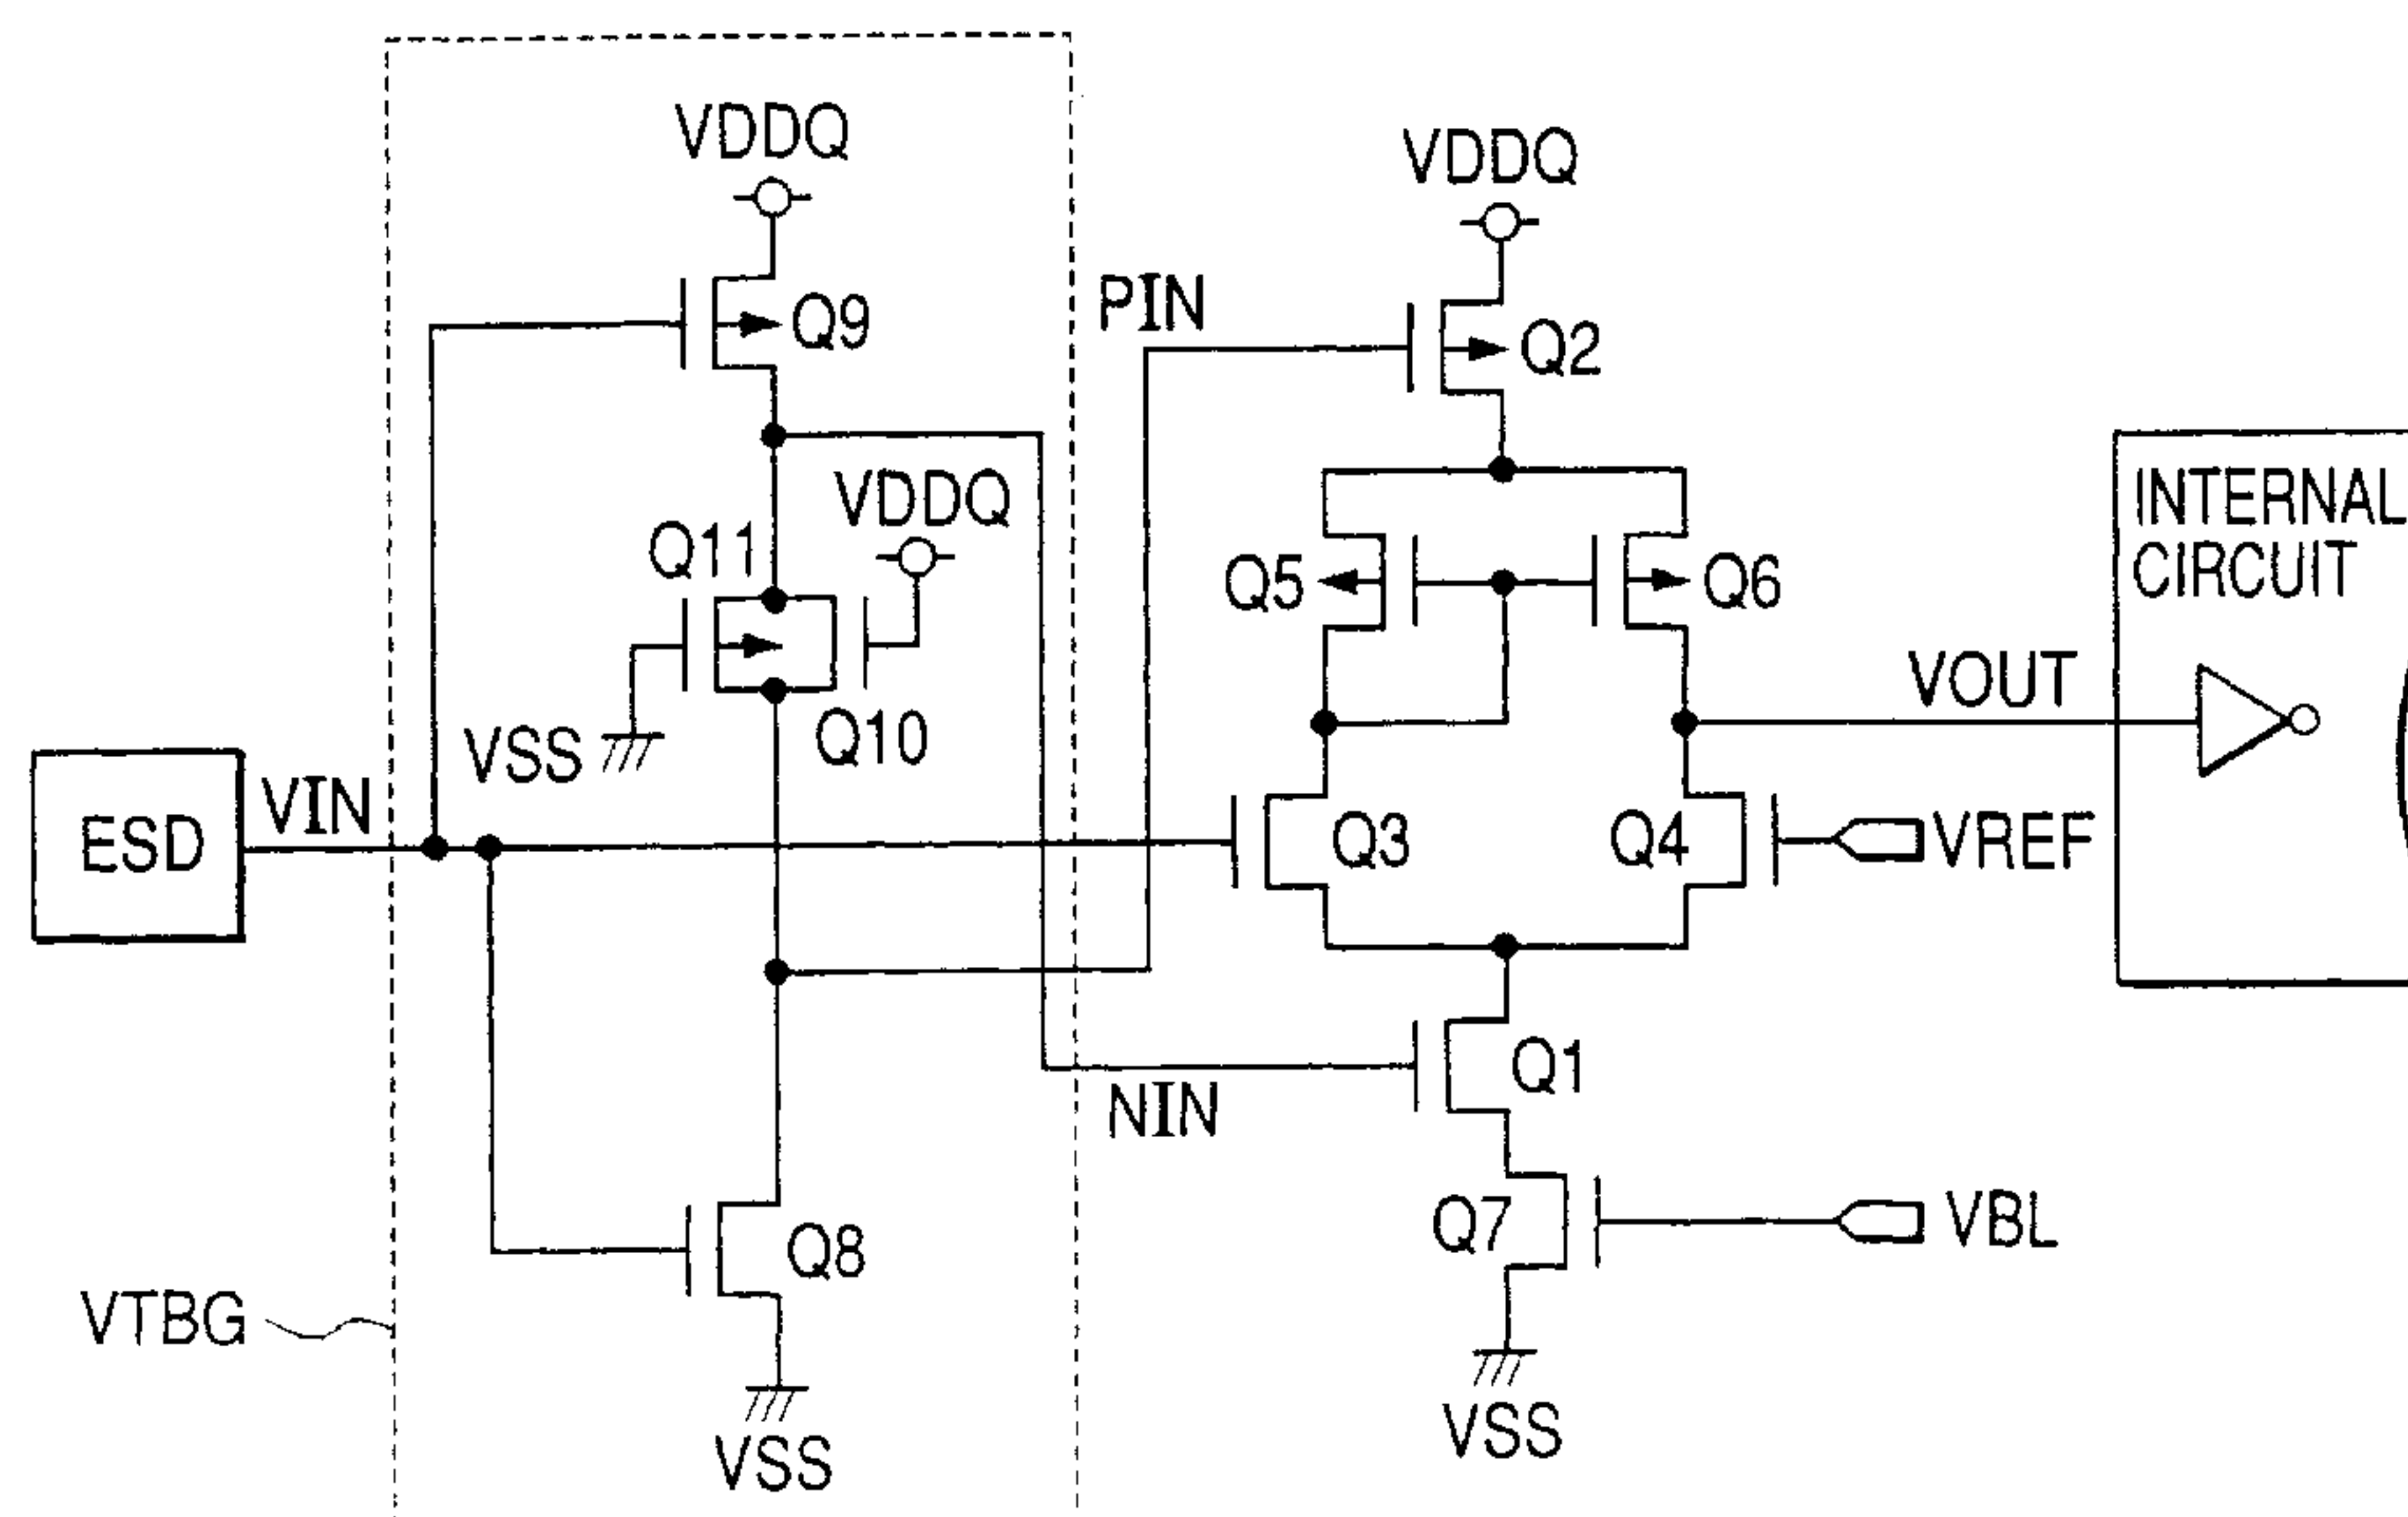 VDDQ
VDDQ
Q9
PIN
Q2
VDDQ
Q11
INTERNAL
CIRCUIT
Q5
Q6
VOUT
Q10
VSS
VIN
ESD
Q3
Q4
VREF
Q1
NIN
Q7
VBL
Q8
VTBG
VSS
VSS